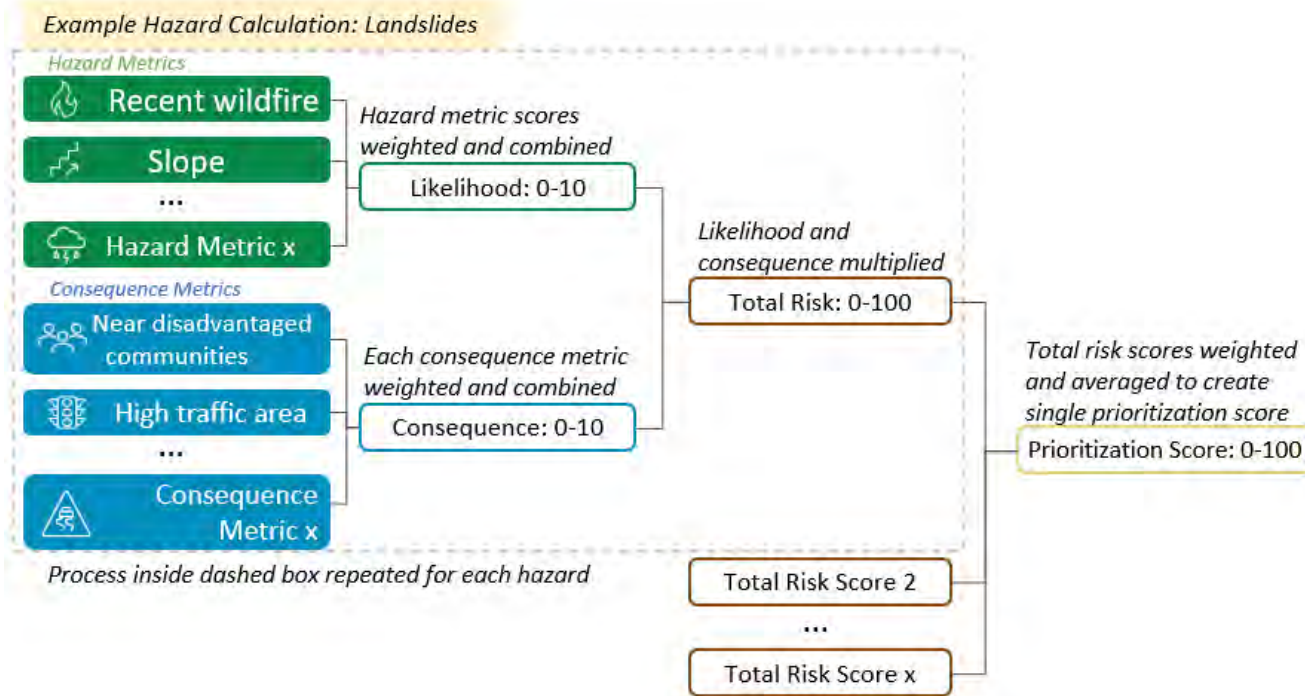 Example Hazard Calculation: Landslides
Hazard Metrics
Recent wildfire
Slope
...
Hazard Metric x
Hazard metric scores
weighted and combined
Likelihood: 0-10
Consequence Metrics
Near disadvantaged
communities
High traffic area
...
Consequence
Metric x
Each consequence metric
weighted and combined
Consequence: 0-10
Likelihood and
consequence multiplied
Total Risk: 0-100
Total risk scores weighted
and averaged to create
single prioritization score
Prioritization Score: 0-100
Process inside dashed box repeated for each hazard
Total Risk Score 2
...
Total Risk Score x